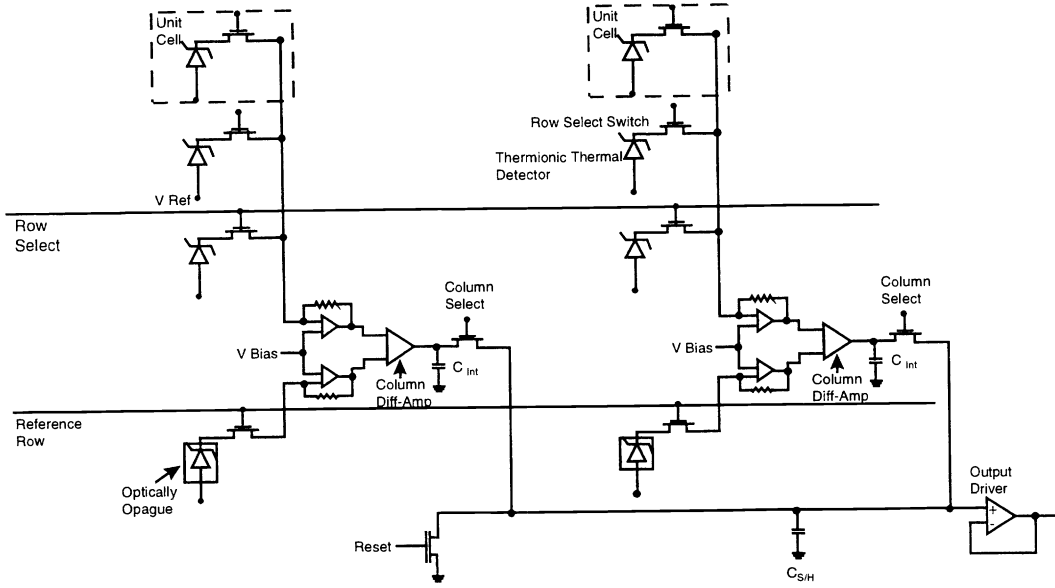 Unit
Cell
Unit
Cell
Row Select Switch
Thermionic Thermal
Detector
V Ref
Row
Select
Column
Select
Column
Select
V Bias
C Int
Column
Diff-Amp
V Bias
C Int
Column
Diff-Amp
Reference
Row
Optically
Opague
Output
Driver
+
-
Reset
C S/H